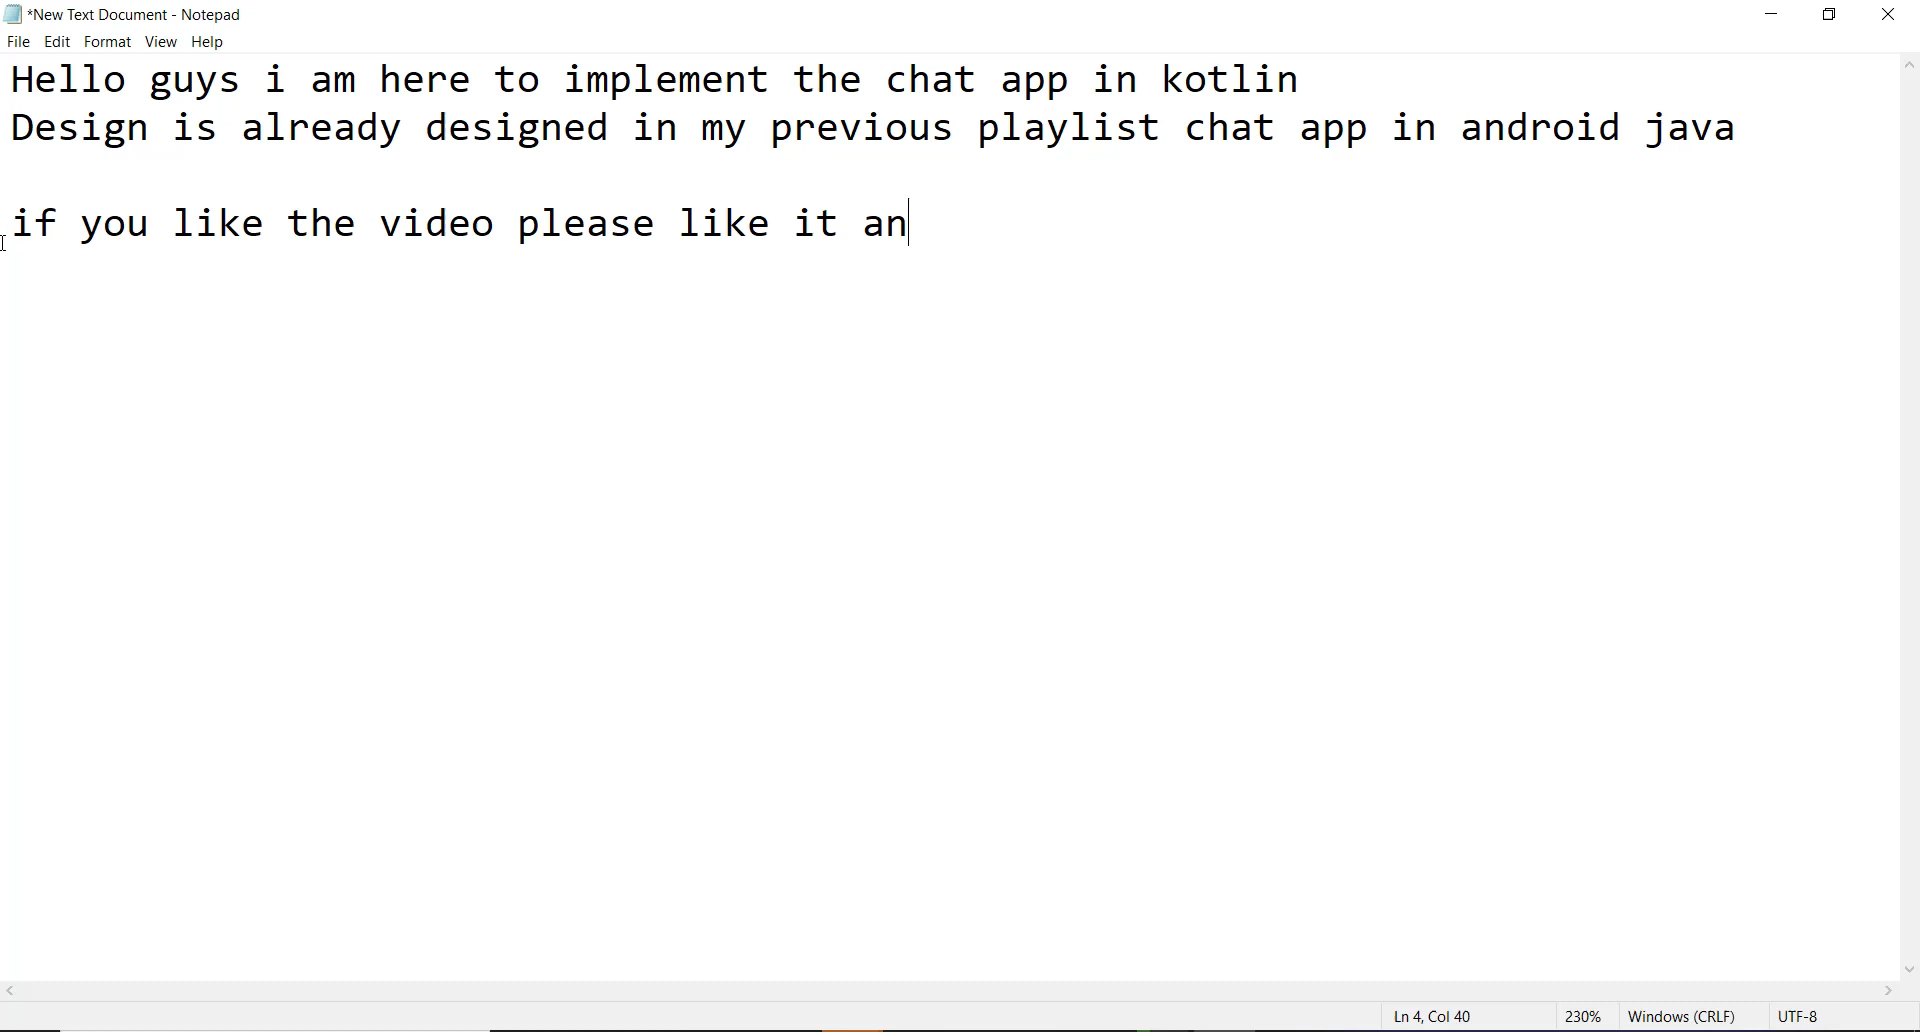 *New Text Document - Notepad
File Edit Format View Help
Hello guys i am here to implement the chat app in kotlin
Design is already designed in my previous playlist chat app in android java
if you like the video please like it an
Ln 4, Col 40 230% Windows (CRLF) UTF-8